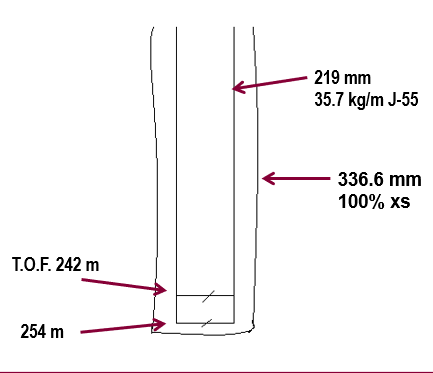 219 mm
35.7 kg/m J-55
336.6 mm
100% xs
T.O.F. 242 m
254 m